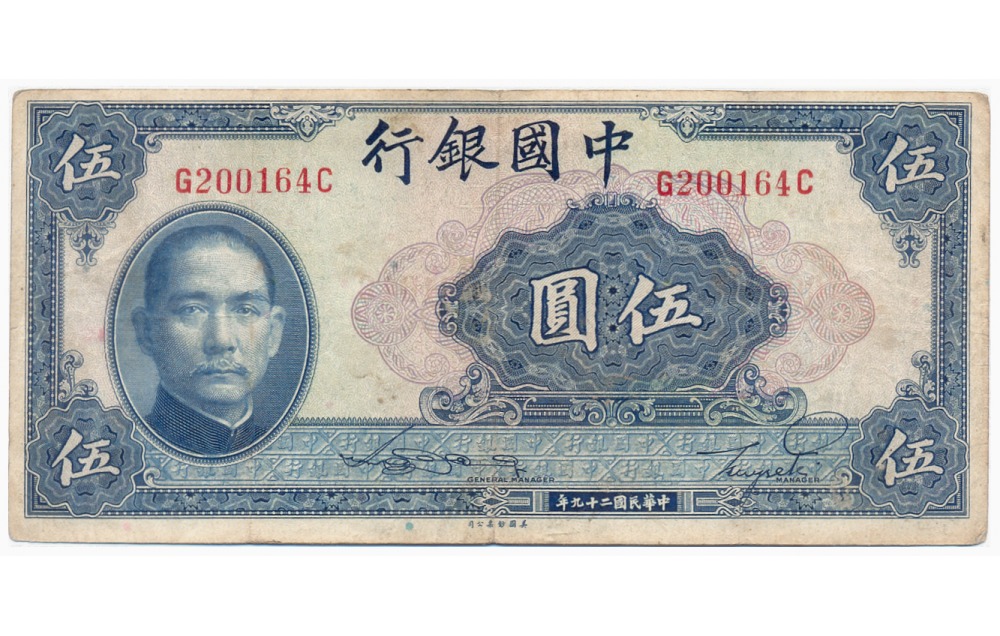 伍
伍
中國銀行
G200164C
G200164C
伍圓
伍
伍
GENERAL MANAGER
MANAGER
中華民國二十九年
美國鈔票公司